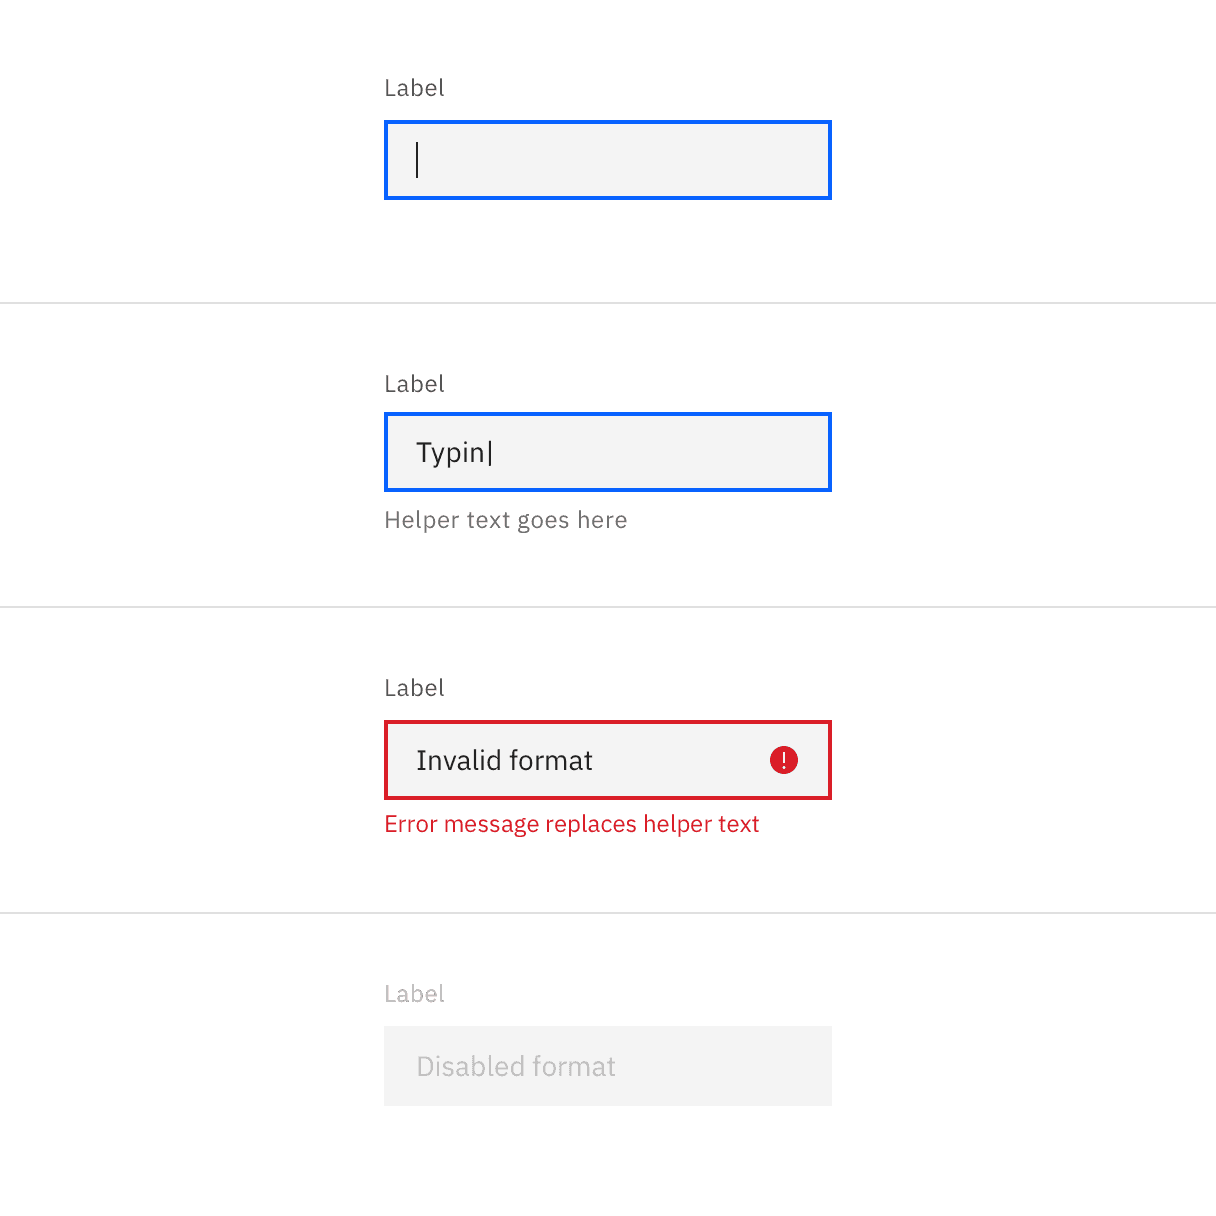 Label
Label
Typin
Helper text goes here
Label
Invalid format
!
Error message replaces helper text
Label
Disabled format